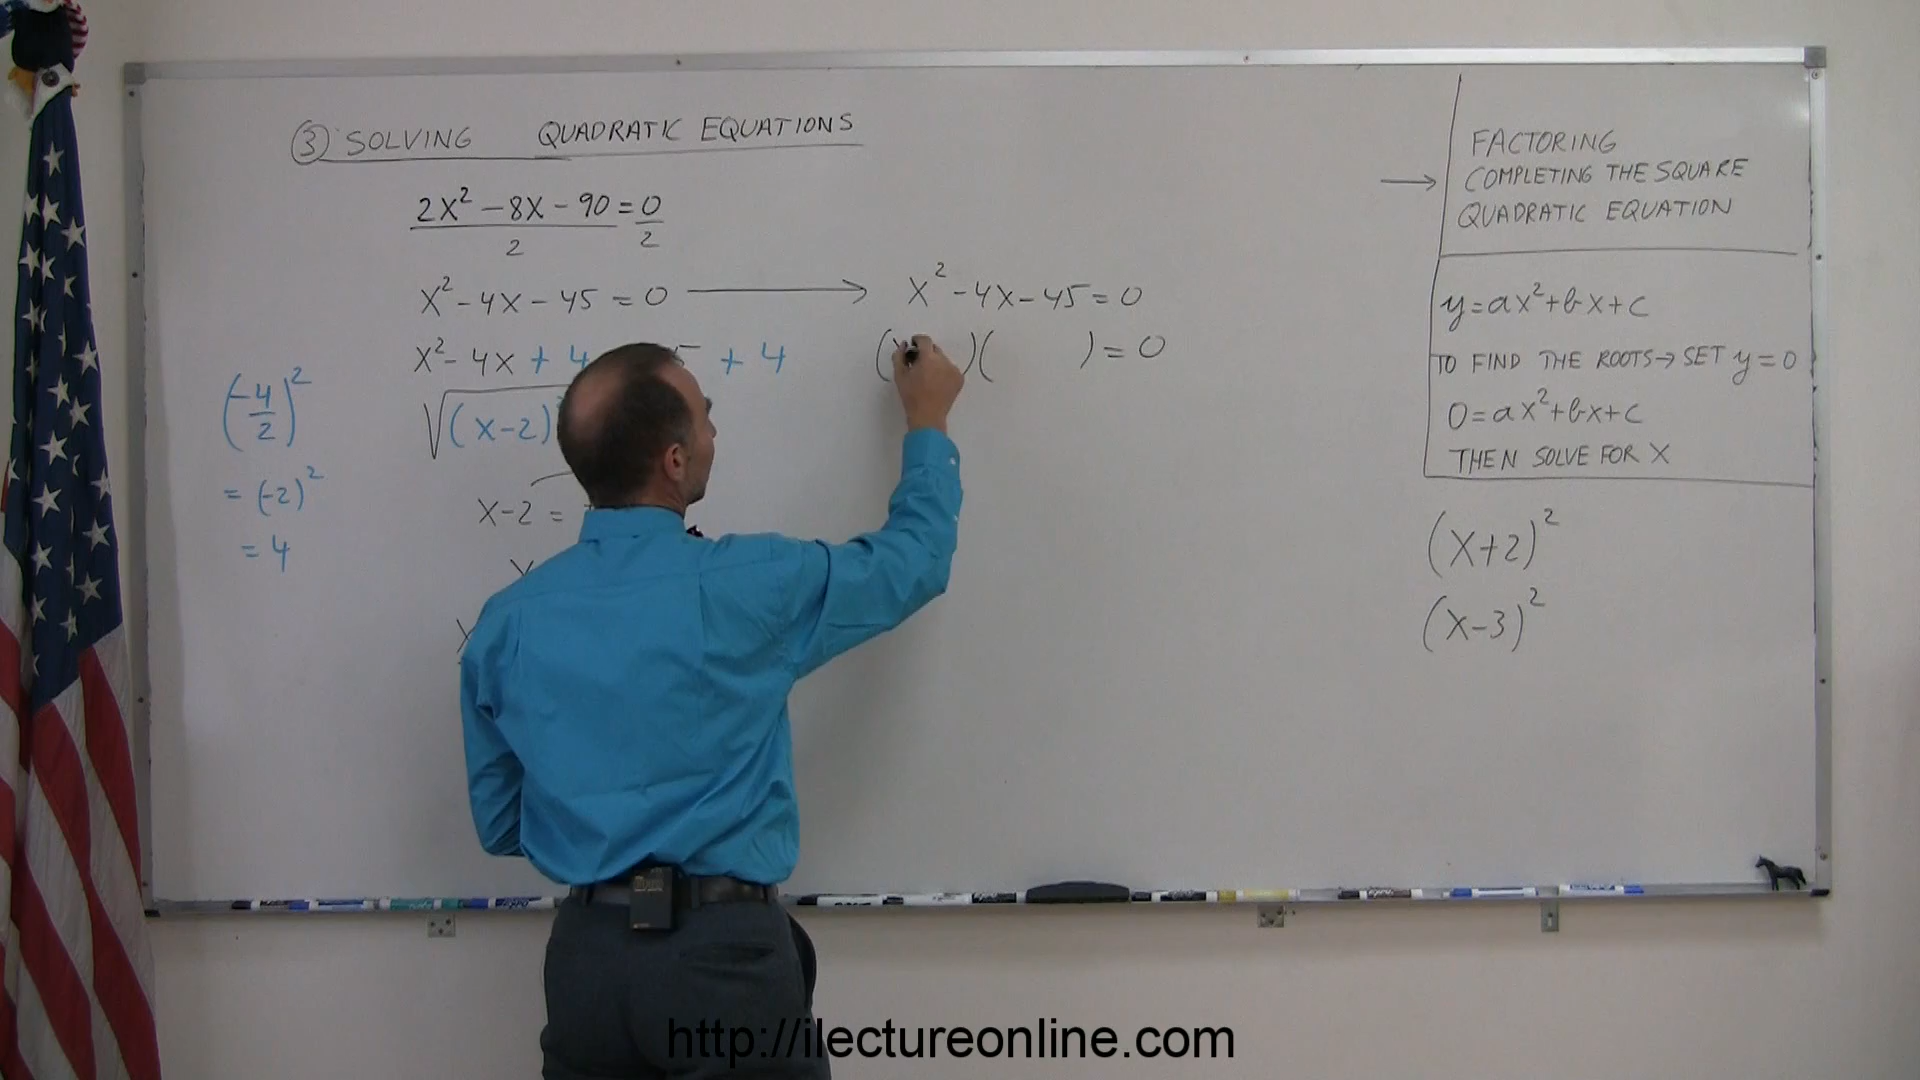 ③ SOLVING QUADRATIC EQUATIONS
2X² - 8X - 90 = 0
2 2
X² - 4X - 45 = 0
X² - 4X + 4 + 4
√(X-2)
X-2 =
(-4/2)²
= (-2)²
= 4
X² - 4X - 45 = 0
( )( ) = 0
FACTORING
COMPLETING THE SQUARE
QUADRATIC EQUATION
y = ax² + bx + c
TO FIND THE ROOTS → SET y = 0
0 = ax² + bx + c
THEN SOLVE FOR X
(X+2)²
(X-3)²
http://ilectureonline.com